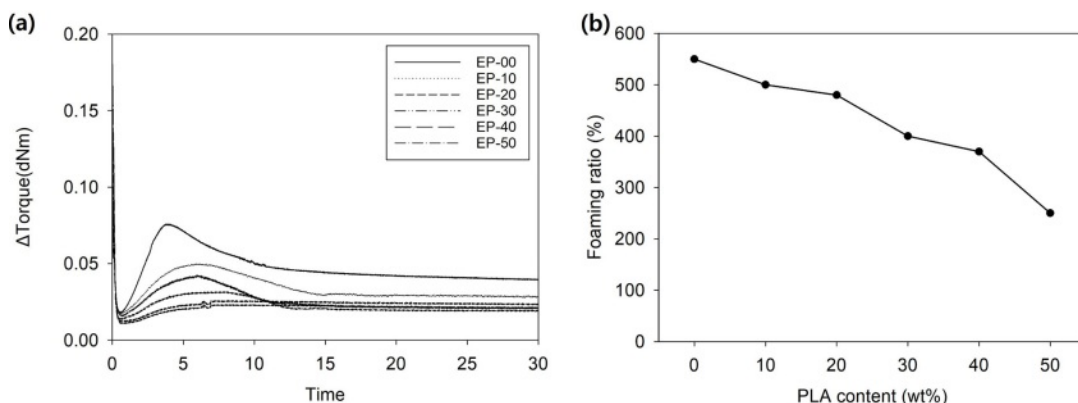 (a)
0.20
0.15
0.10
0.05
0.00
ΔTorque(dNm)
EP-00
EP-10
EP-20
EP-30
EP-40
EP-50
0 5 10 15 20 25 30
Time
(b)
600
500
400
300
200
100
0
Foaming ratio (%)
0 10 20 30 40 50
PLA content (wt%)